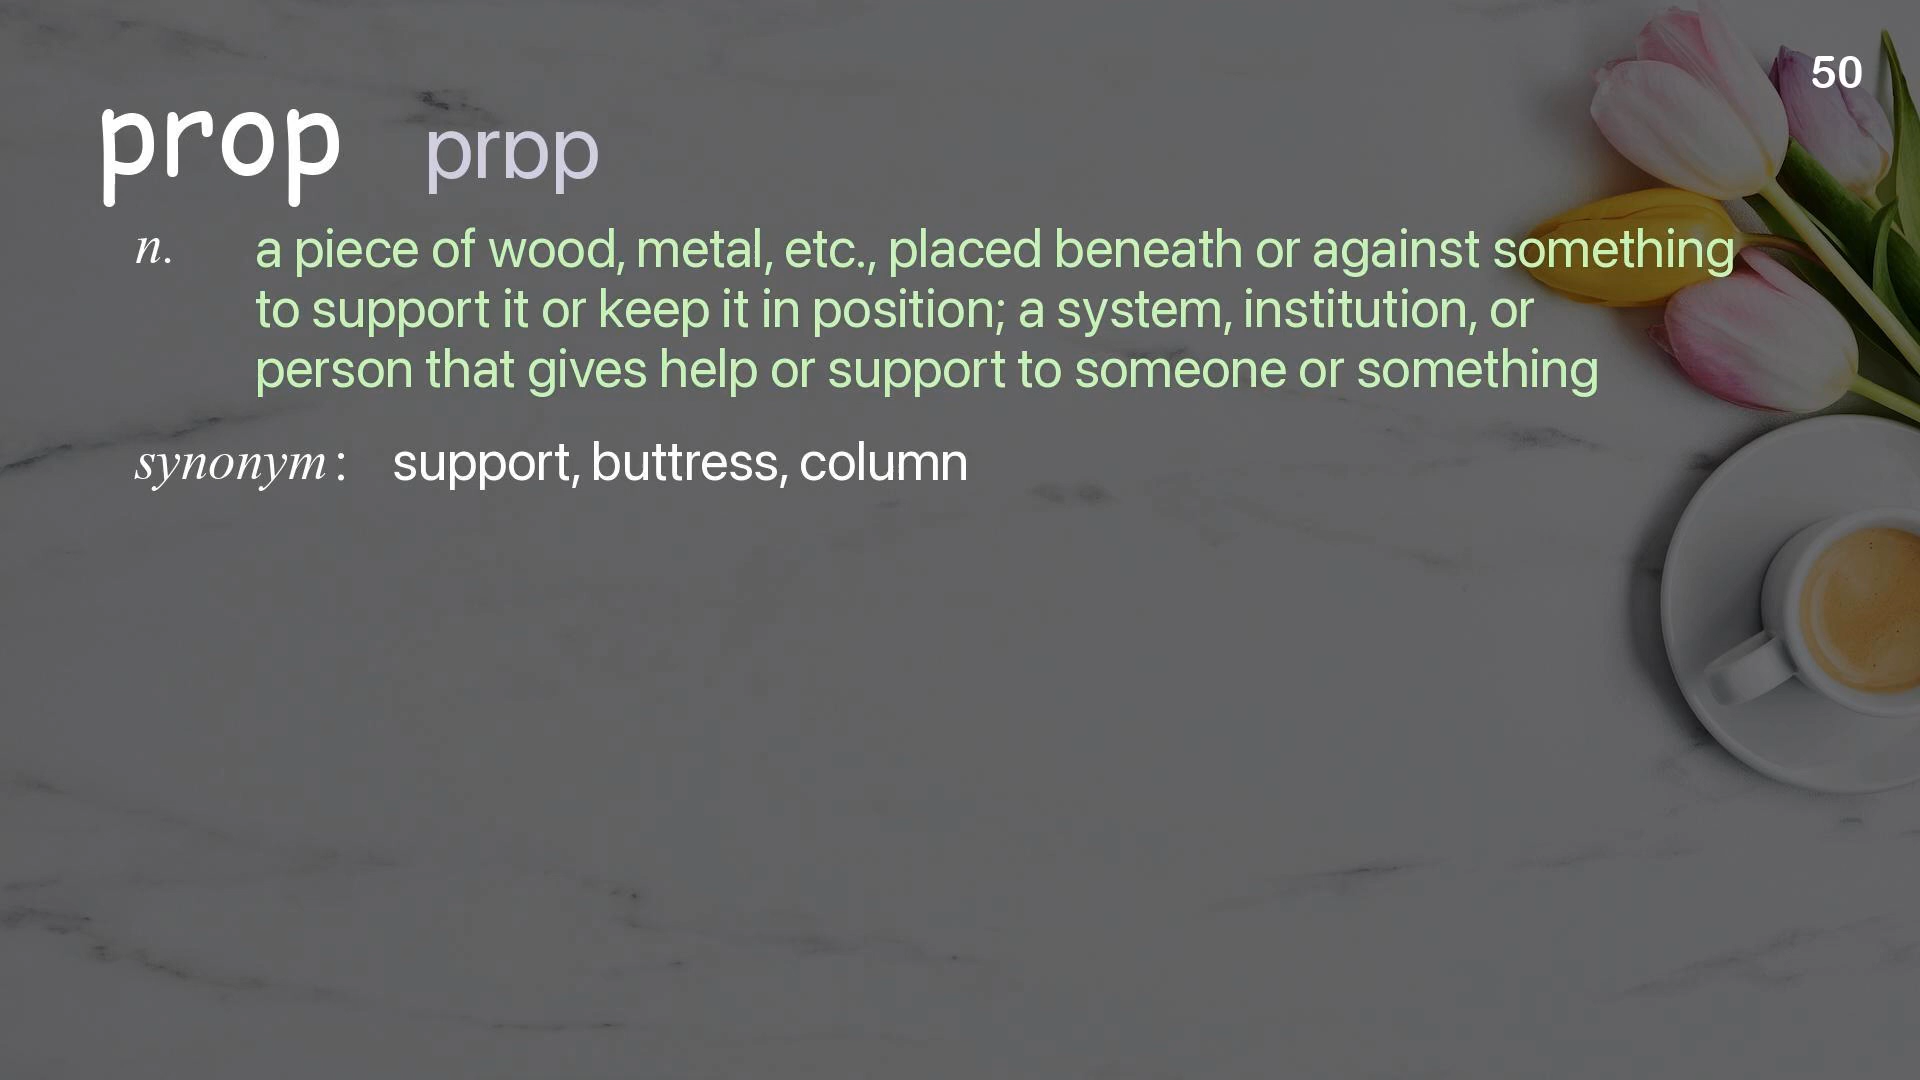 50
prop prɒp
n. a piece of wood, metal, etc., placed beneath or against something
to support it or keep it in position; a system, institution, or
person that gives help or support to someone or something
synonym: support, buttress, column